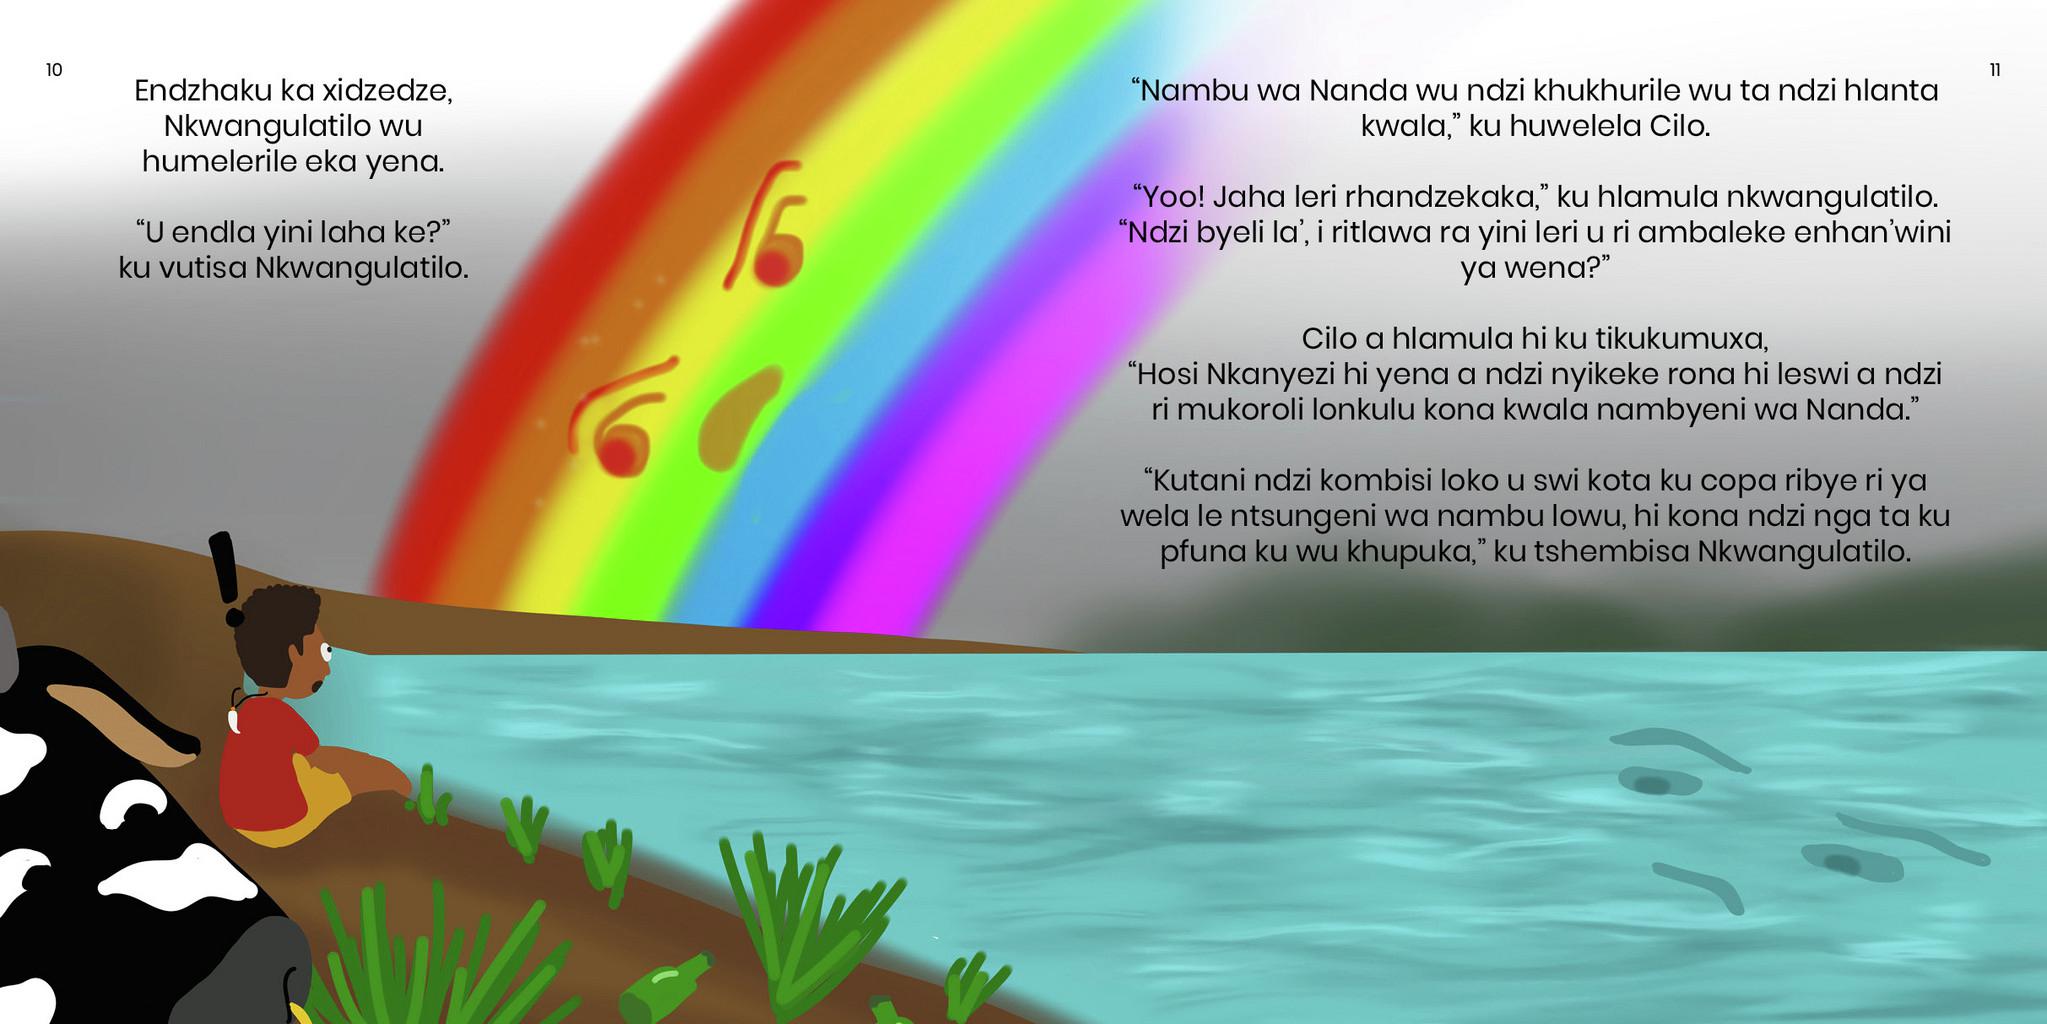 10
Endzhaku ka xidzedze,
Nkwangulatilo wu
humelerile eka yena.
“U endla yini laha ke?”
ku vutisa Nkwangulatilo.
11
“Nambu wa Nanda wu ndzi khukhurile wu ta ndzi hlanta
kwala,” ku huwelela Cilo.
“Yoo! Jaha leri rhandzekaka,” ku hlamula nkwangulatilo.
“Ndzi byeli la’, i ritlawa ra yini leri u ri ambaleke enhan’wini
ya wena?”
Cilo a hlamula hi ku tikukumuxa,
“Hosi Nkanyezi hi yena a ndzi nyikeke rona hi leswi a ndzi
ri mukoroli lonkulu kona kwala nambyeni wa Nanda.”
“Kutani ndzi kombisi loko u swi kota ku copa ribye ri ya
wela le ntsungeni wa nambu lowu, hi kona ndzi nga ta ku
pfuna ku wu khupuka,” ku tshembisa Nkwangulatilo.